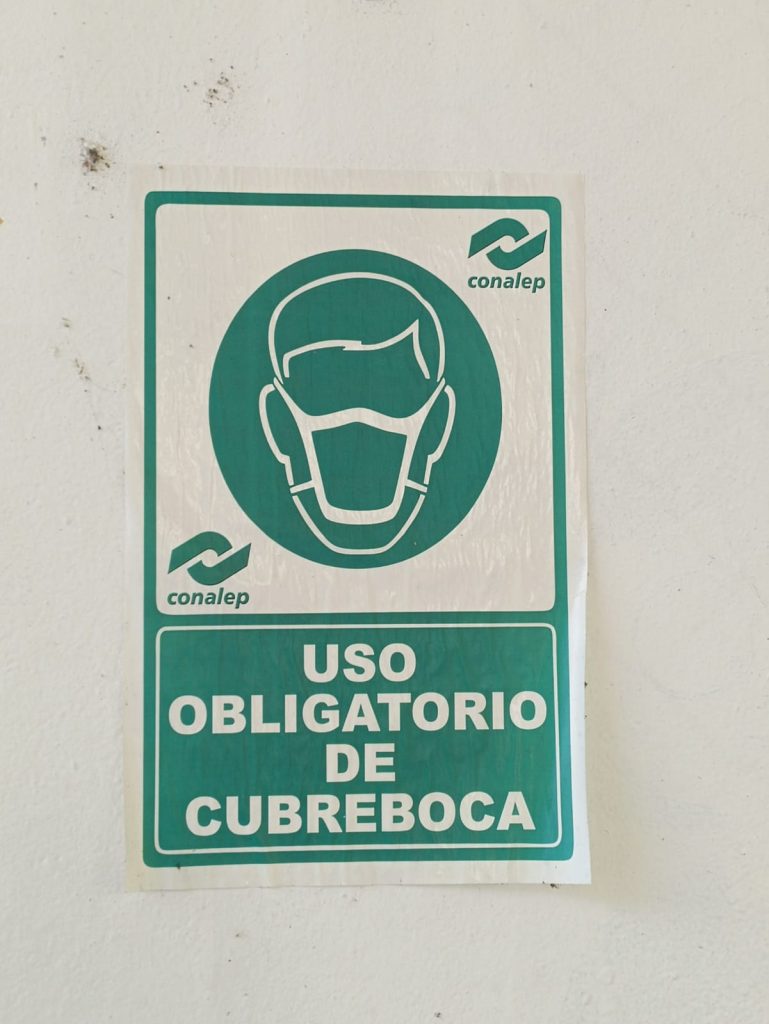 conalep
conalep
USO
OBLIGATORIO
DE
CUBREBOCA